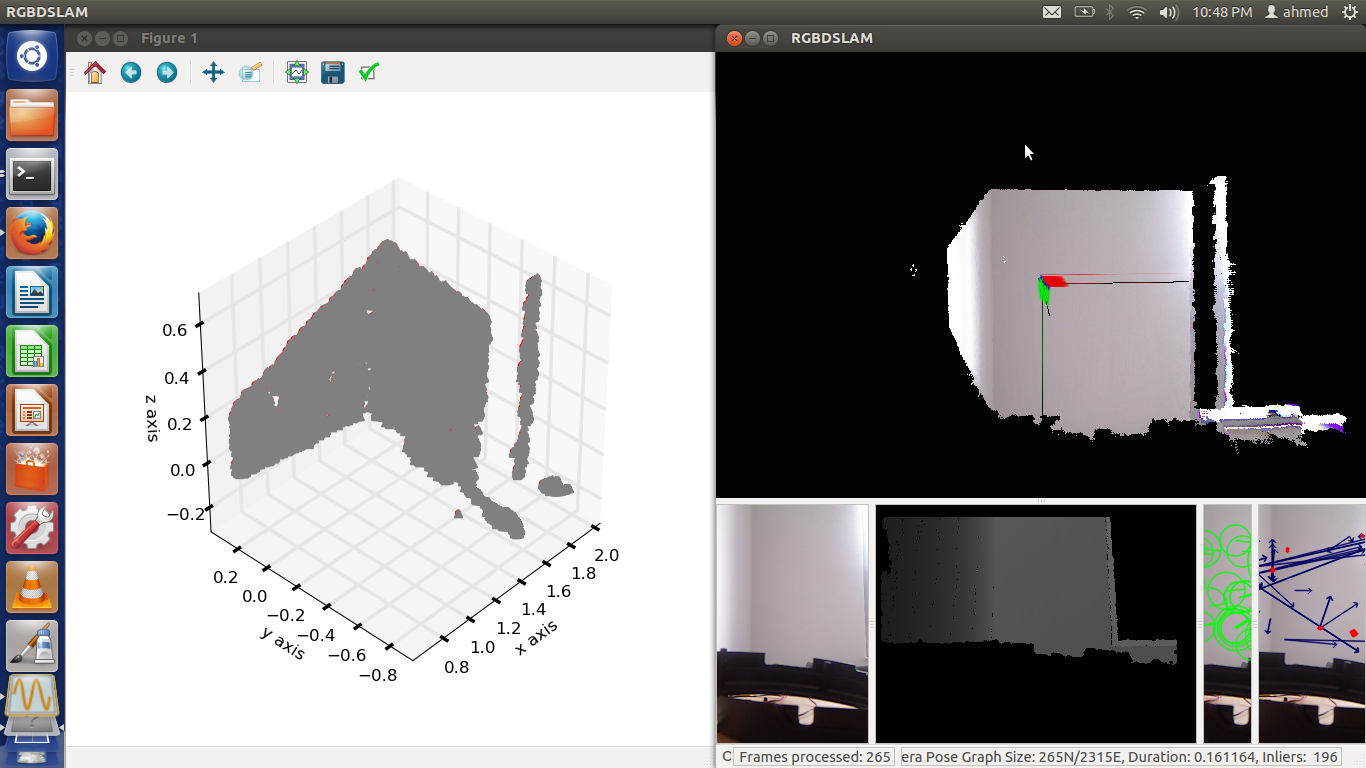 RGBDSLAM
10:48 PM
ahmed
Figure 1
RGBDSLAM
0.6
0.4
0.2
0.0
−0.2
z axis
0.2
0.0
−0.2
−0.4
−0.6
−0.8
y axis
0.8
1.0
1.2
1.4
1.6
1.8
2.0
x axis
Frames processed: 265
era Pose Graph Size: 265N/2315E, Duration: 0.161164, Inliers: 196